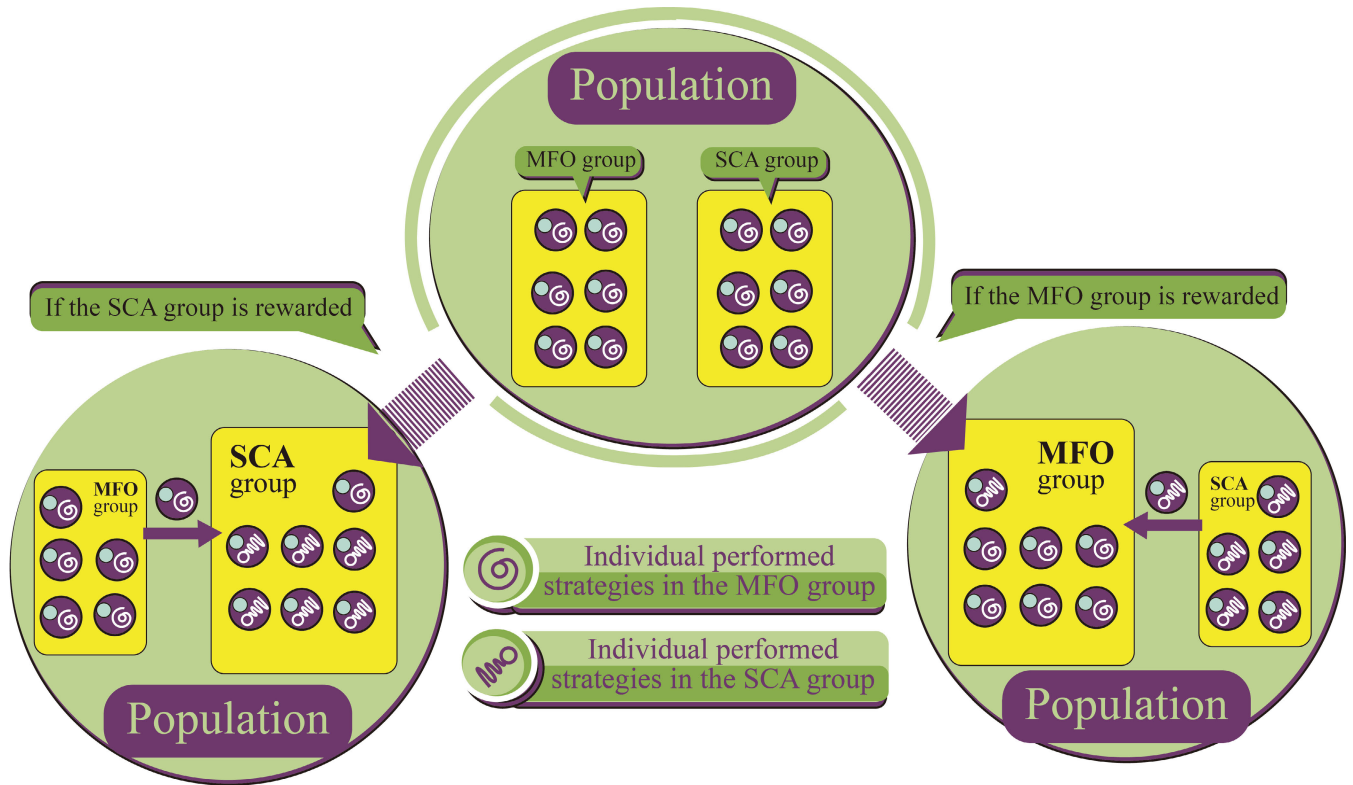 Population
MFO group
SCA group
If the SCA group is rewarded
If the MFO group is rewarded
MFO
group
SCA
group
Population
Individual performed
strategies in the MFO group
Individual performed
strategies in the SCA group
MFO
group
SCA
group
Population